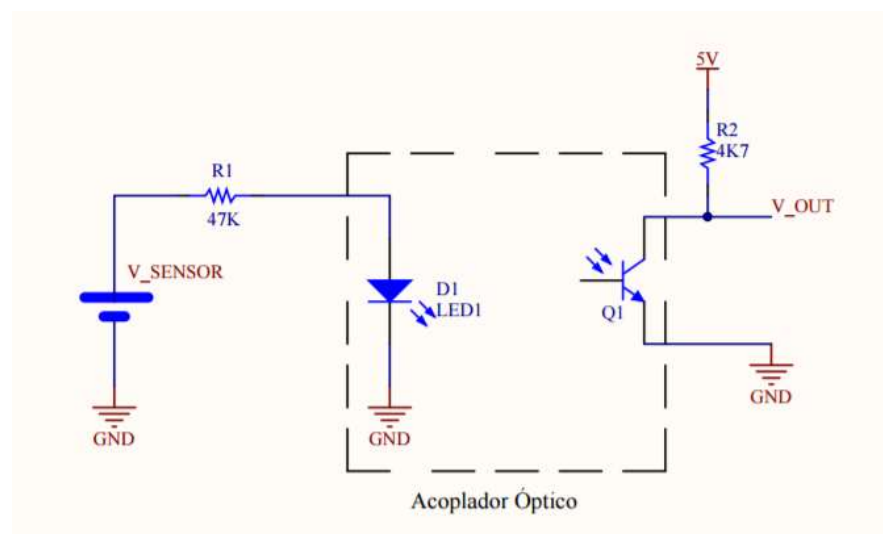 5V
R2
4K7
R1
47K
V_OUT
V_SENSOR
D1
LED1
Q1
GND
GND
GND
Acoplador Óptico